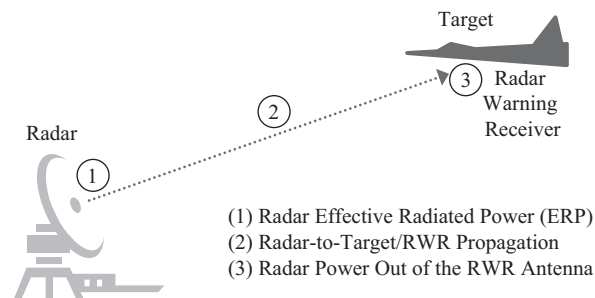 Target
3
Radar
Warning
Receiver
2
Radar
1
(1) Radar Effective Radiated Power (ERP)
(2) Radar-to-Target/RWR Propagation
(3) Radar Power Out of the RWR Antenna